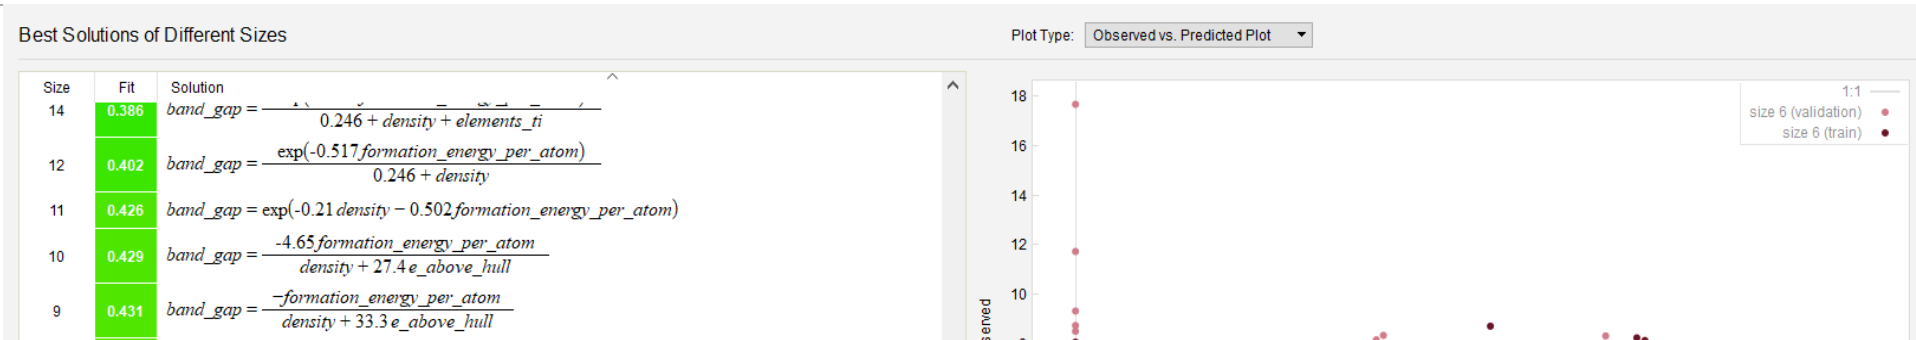 Best Solutions of Different Sizes
Size Fit Solution
14 0.386 band_gap = 0.246 + density + elements_ti
12 0.402 band_gap = exp(-0.517 formation_energy_per_atom) / 0.246 + density
11 0.426 band_gap = exp(-0.21 density − 0.502 formation_energy_per_atom)
10 0.429 band_gap = -4.65 formation_energy_per_atom / density + 27.4 e_above_hull
9 0.431 band_gap = −formation_energy_per_atom / density + 33.3 e_above_hull
Plot Type: Observed vs. Predicted Plot
1:1
size 6 (validation)
size 6 (train)
18
16
14
12
10